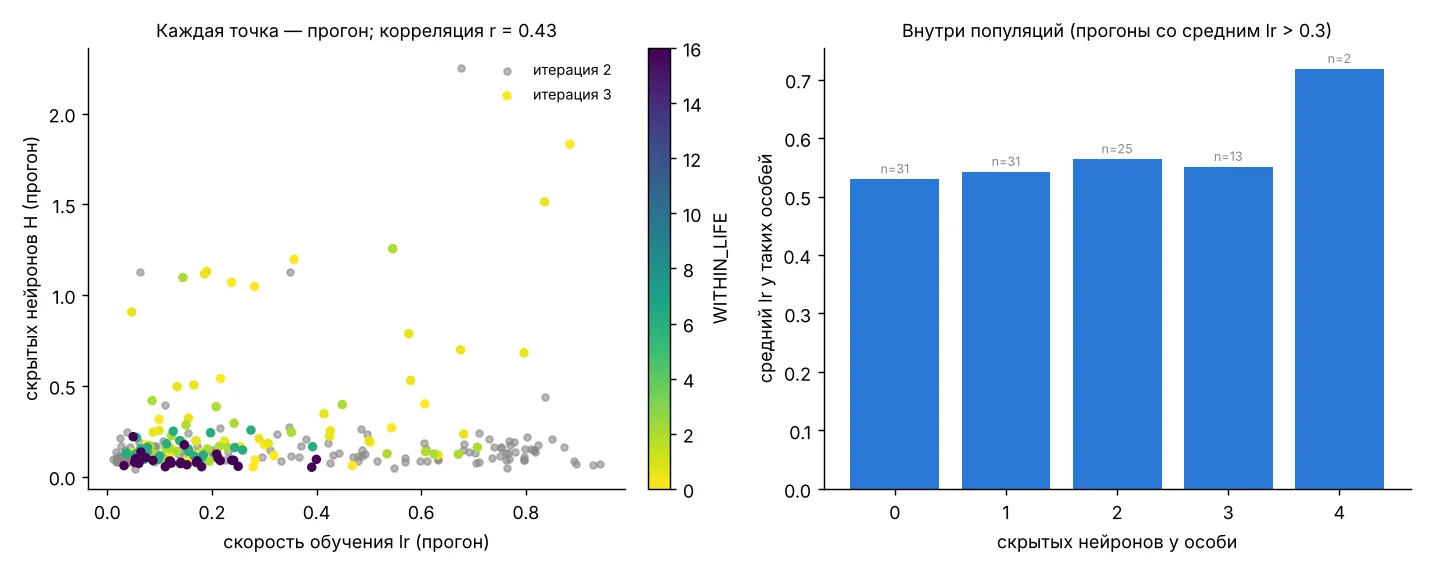 Каждая точка — прогон; корреляция r = 0.43
итерация 2
итерация 3
2.0
1.5
1.0
0.5
0.0
скрытых нейронов H (прогон)
0.0 0.2 0.4 0.6 0.8
скорость обучения lr (прогон)
16
14
12
10
8
6
4
2
0
WITHIN_LIFE
Внутри популяций (прогоны со средним lr > 0.3)
n=31 n=31 n=25 n=13 n=2
0.7
0.6
0.5
0.4
0.3
0.2
0.1
0.0
средний lr у таких особей
0 1 2 3 4
скрытых нейронов у особи